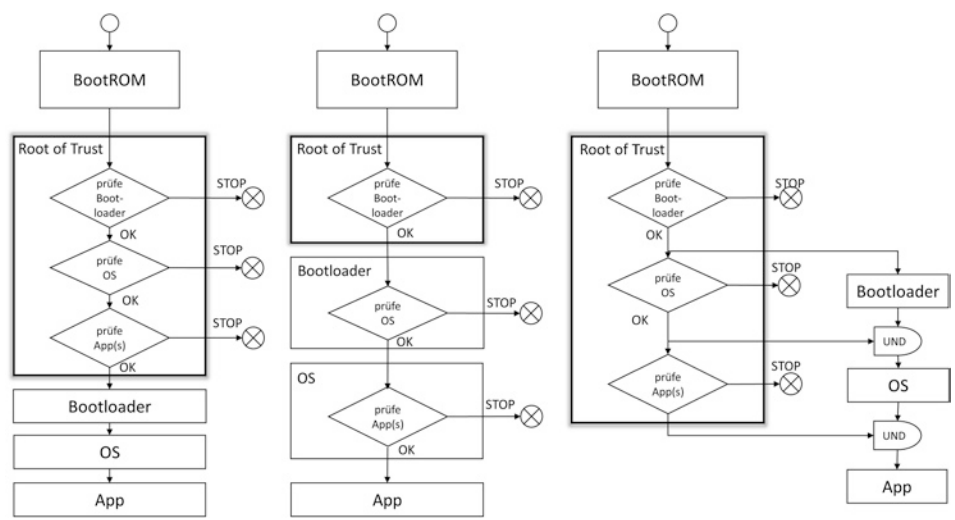 BootROM
Root of Trust
prüfe
Boot-
loader
STOP
OK
prüfe
OS
STOP
OK
prüfe
App(s)
STOP
OK
Bootloader
OS
App
BootROM
Root of Trust
prüfe
Boot-
loader
STOP
OK
Bootloader
prüfe
OS
STOP
OK
OS
prüfe
App(s)
STOP
OK
App
BootROM
Root of Trust
prüfe
Boot-
loader
STOP
OK
prüfe
OS
STOP
OK
prüfe
App(s)
STOP
Bootloader
UND
OS
UND
App